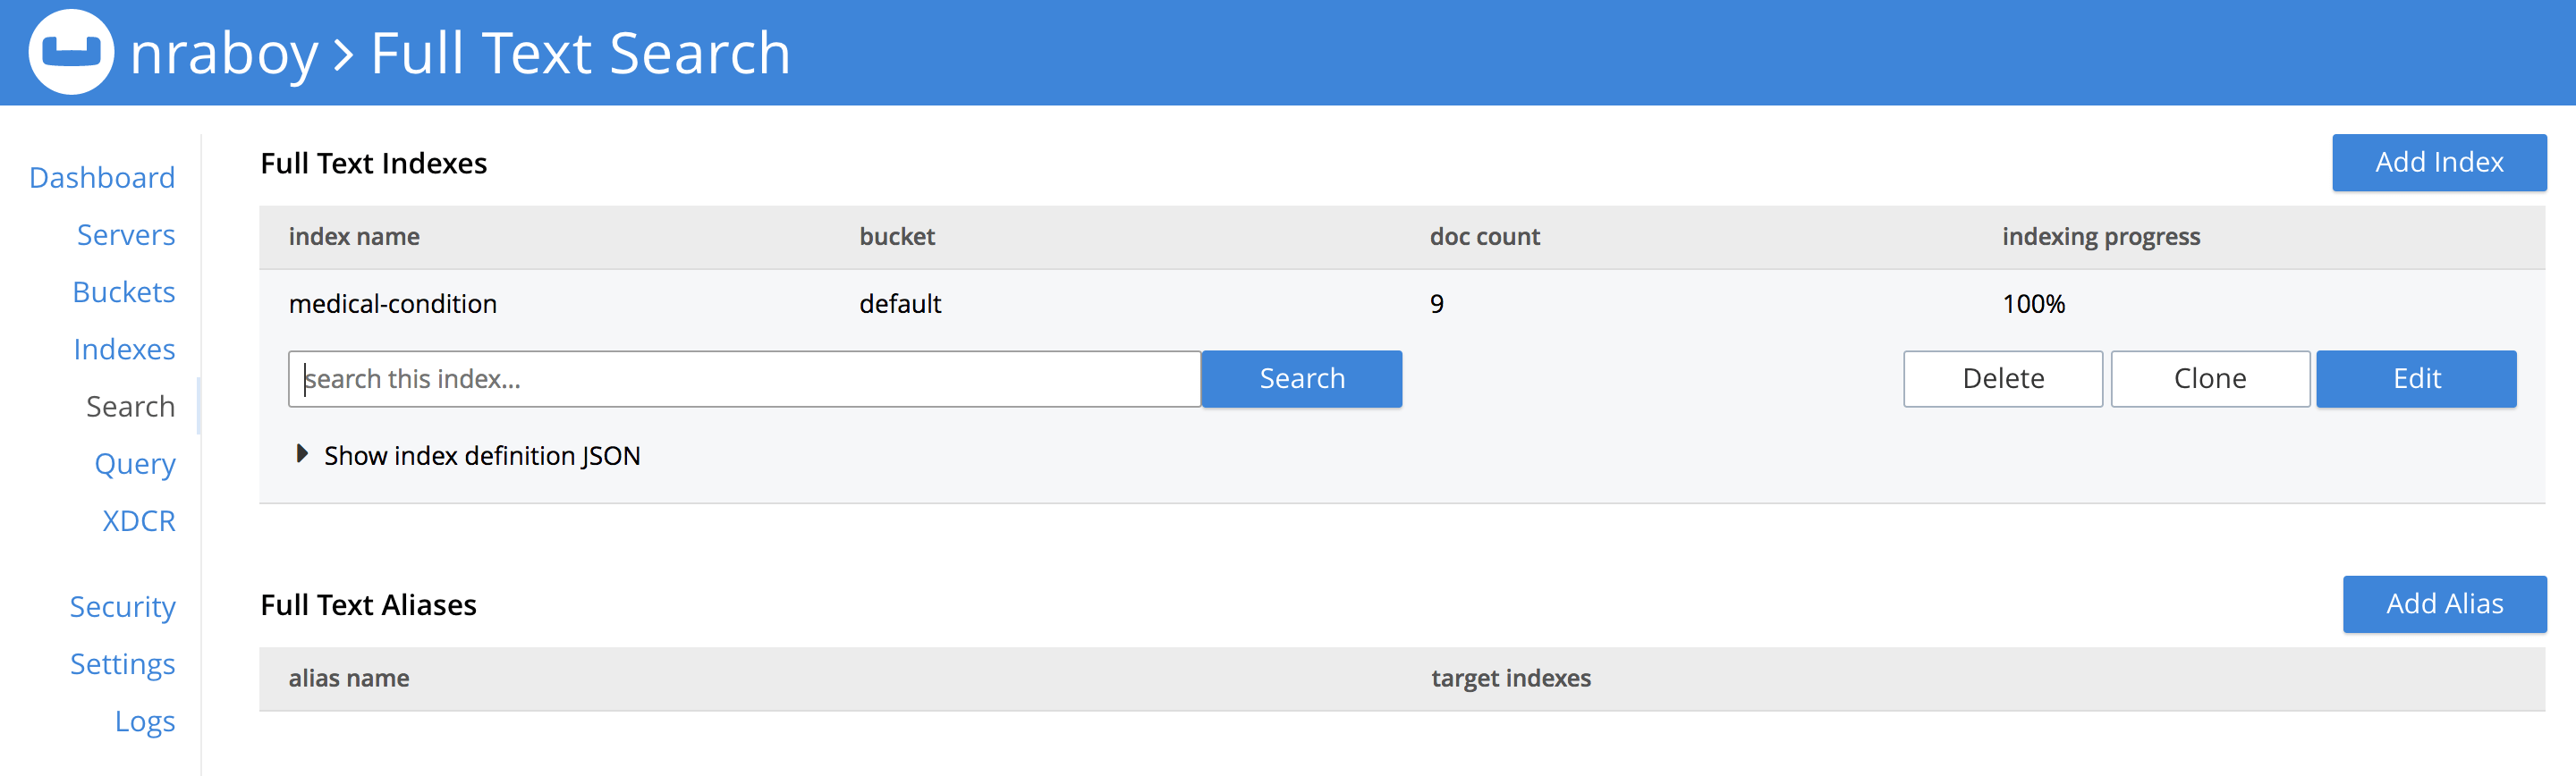 nraboy > Full Text Search
Dashboard
Servers
Buckets
Indexes
Search
Query
XDCR
Security
Settings
Logs
Full Text Indexes
Add Index
index name bucket doc count indexing progress
medical-condition default 9 100%
search this index... Search Delete Clone Edit
Show index definition JSON
Full Text Aliases
Add Alias
alias name target indexes